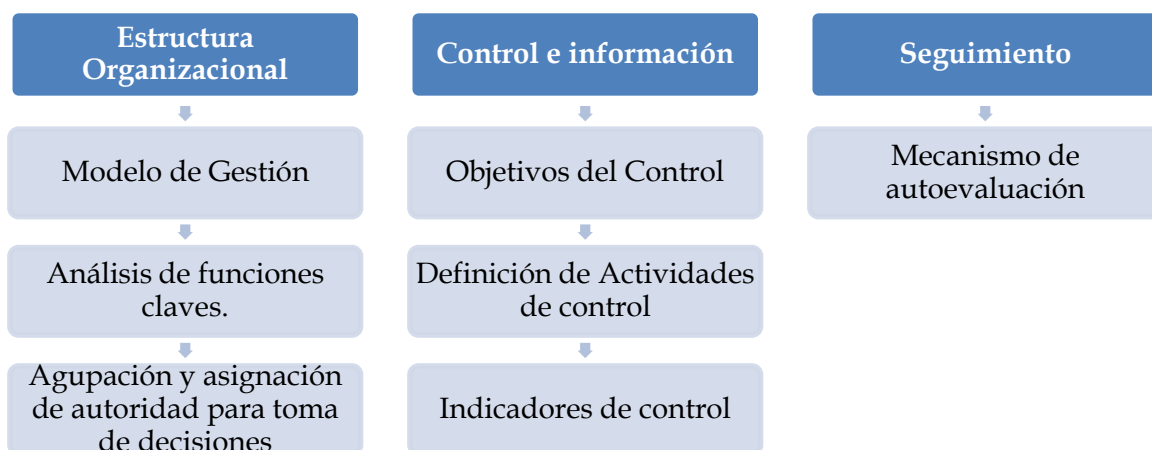 Estructura
Organizacional
Modelo de Gestión
Análisis de funciones
claves.
Agupación y asignación
de autoridad para toma
de decisiones
Control e información
Objetivos del Control
Definición de Actividades
de control
Indicadores de control
Seguimiento
Mecanismo de
autoevaluación